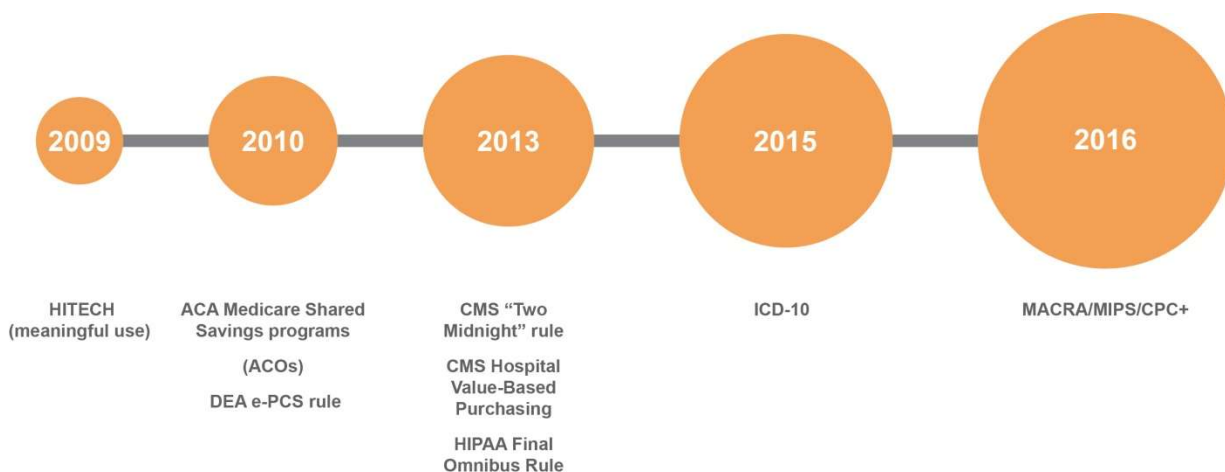 2009
2010
2013
2015
2016
HITECH
(meaningful use)
ACA Medicare Shared
Savings programs
(ACOs)
DEA e-PCS rule
CMS “Two
Midnight” rule
CMS Hospital
Value-Based
Purchasing
HIPAA Final
Omnibus Rule
ICD-10
MACRA/MIPS/CPC+